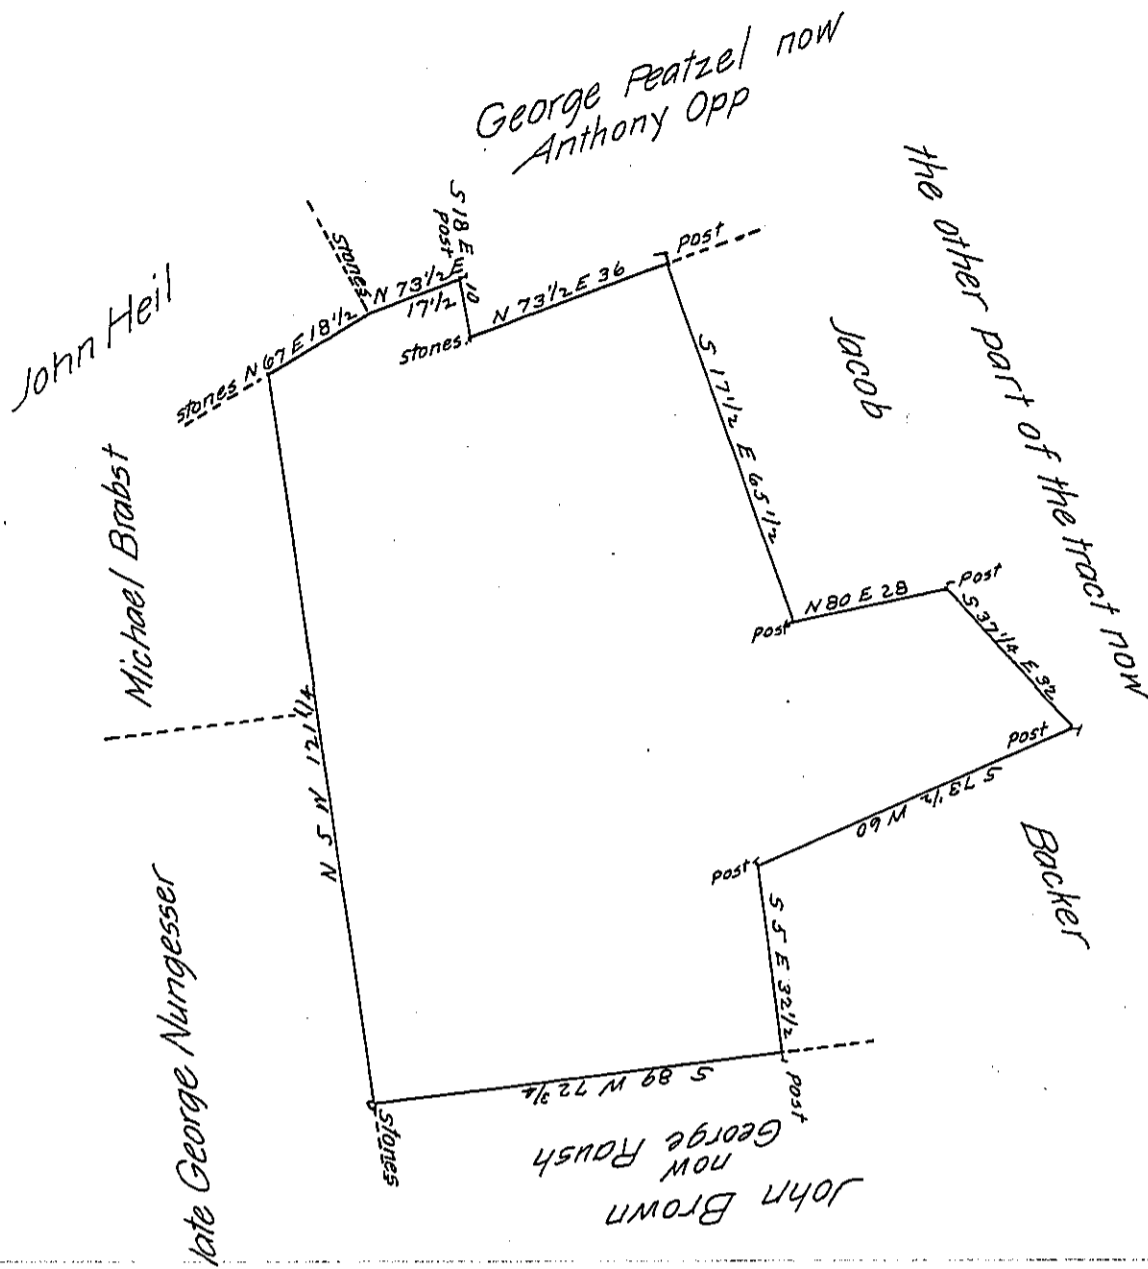 George Peatzel now
Anthony Opp
the other part of the tract now
Jacob
Backer
John Heil
Michael Brabst
late George Nungesser
John Brown
now
George Raush
stones
N 67 E 18 1/2
stones
N 73 1/2 E
17 1/2
S 18 E
post
10
stones
N 73 1/2 E 36
post
S 17 1/2 E 65 1/2
post
N 80 E 28
post
S 37 1/4 E 32
post
S 73 1/2 W 60
post
S 5 E 32 1/2
post
S 89 W 72 3/4
stones
N 5 W 121 1/4